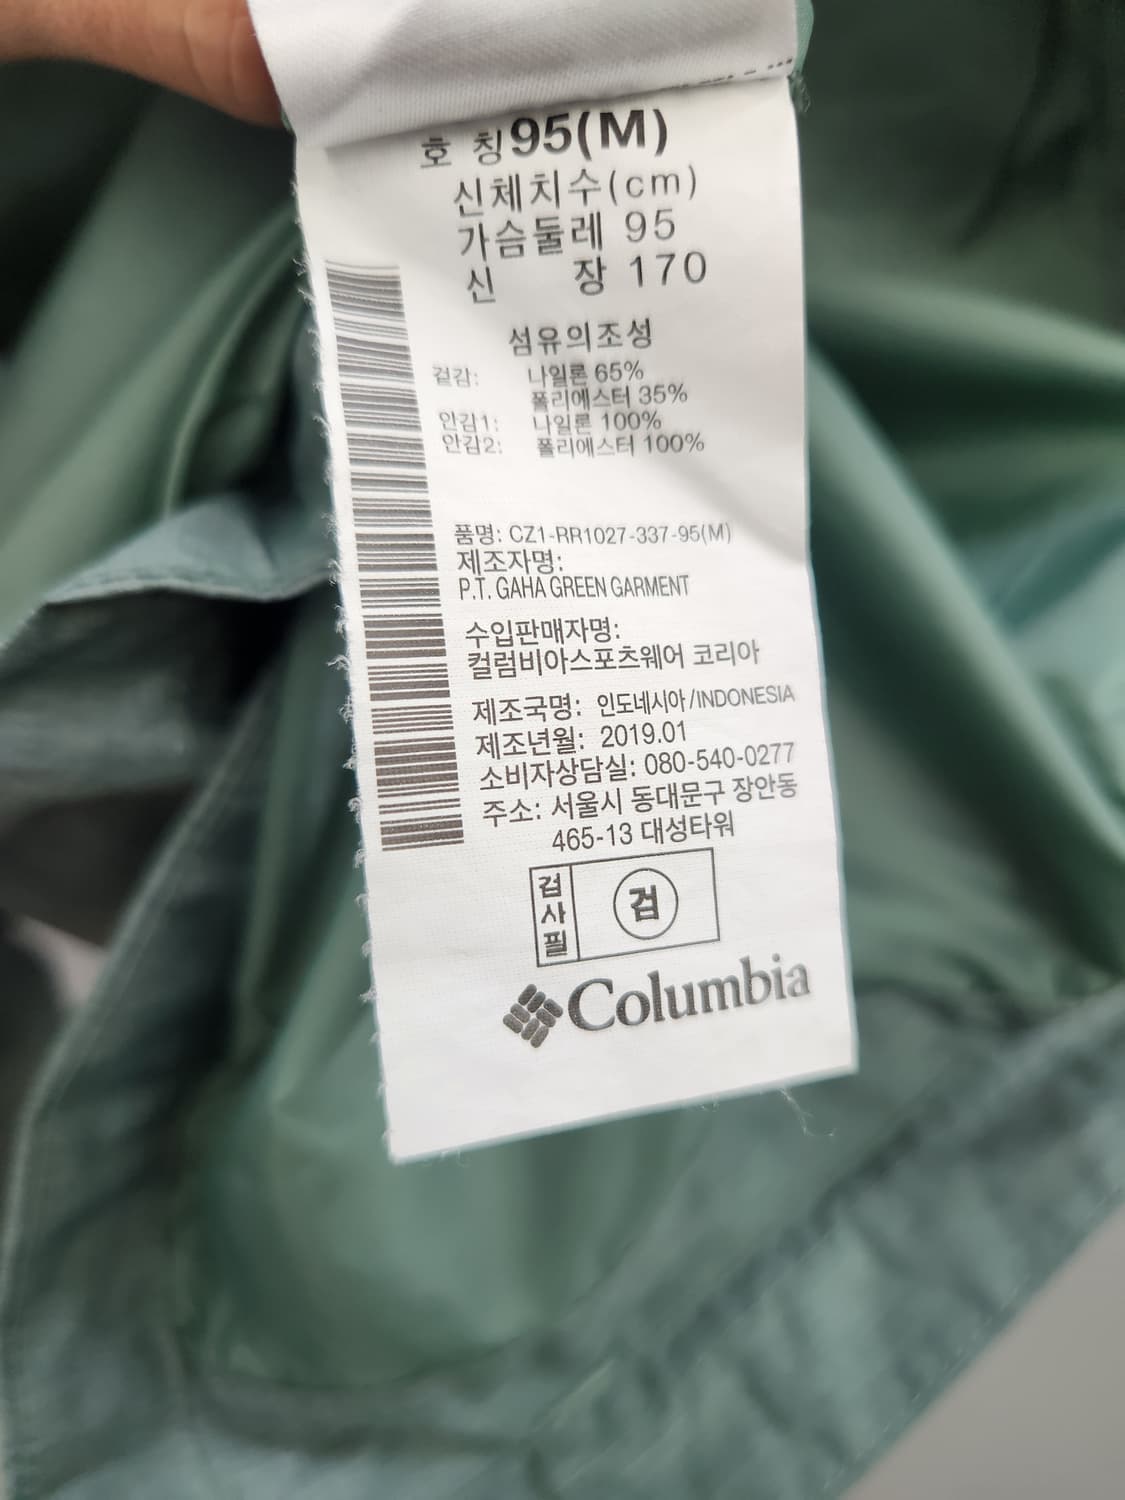 호 칭 95(M)
신체치수(cm)
가슴둘레 95
신 장 170
섬유의조성
겉감: 나일론 65%
폴리에스터 35%
안감1: 나일론 100%
안감2: 폴리에스터 100%
품명: CZ1-RR1027-337-95(M)
제조자명:
P.T. GAHA GREEN GARMENT
수입판매자명:
컬럼비아스포츠웨어 코리아
제조국명: 인도네시아/INDONESIA
제조년월: 2019.01
소비자상담실: 080-540-0277
주소: 서울시 동대문구 장안동
465-13 대성타워
검사필 검
Columbia